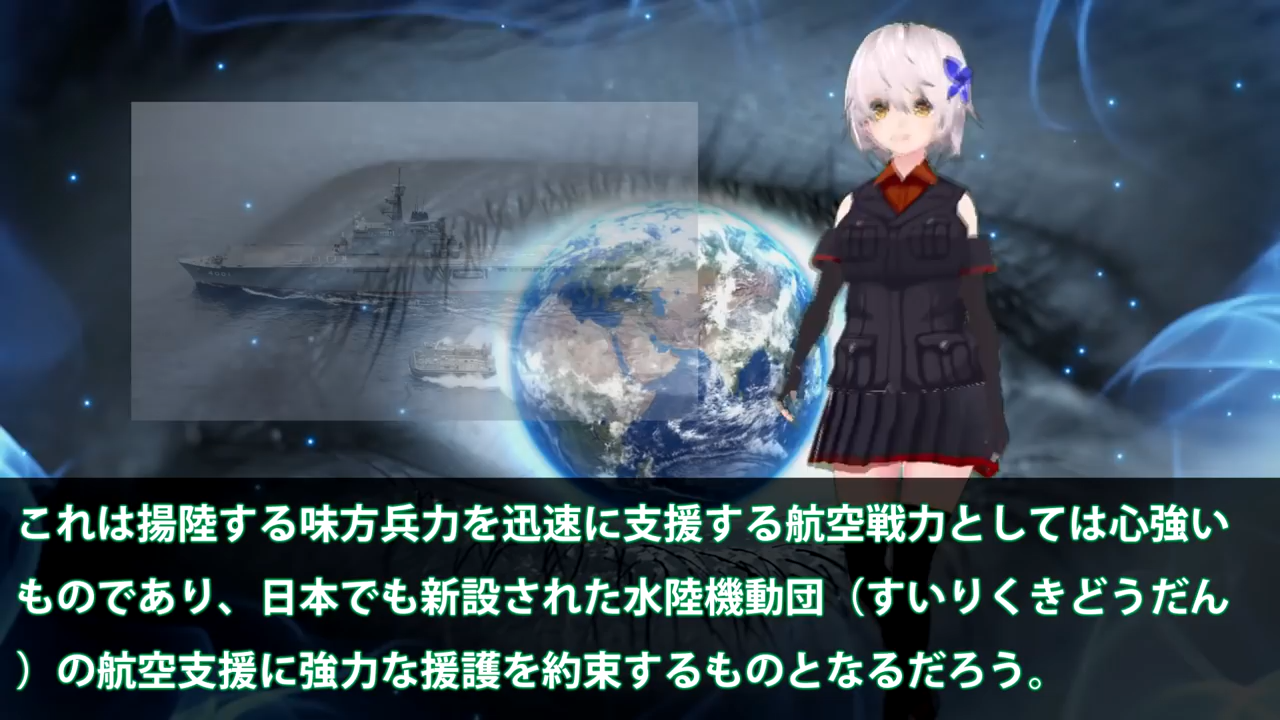 4001
これは揚陸する味方兵力を迅速に支援する航空戦力としては心強い
ものであり、日本でも新設された水陸機動団（すいりくきどうだん
）の航空支援に強力な援護を約束するものとなるだろう。